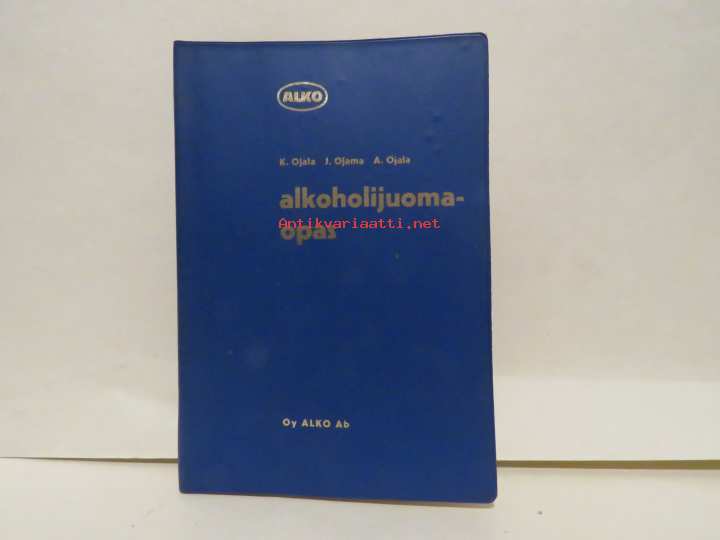 ALKO
K. Ojala J. Ojama A. Ojala
alkoholijuoma-
Antikvariaatti.net
opas
Oy ALKO Ab